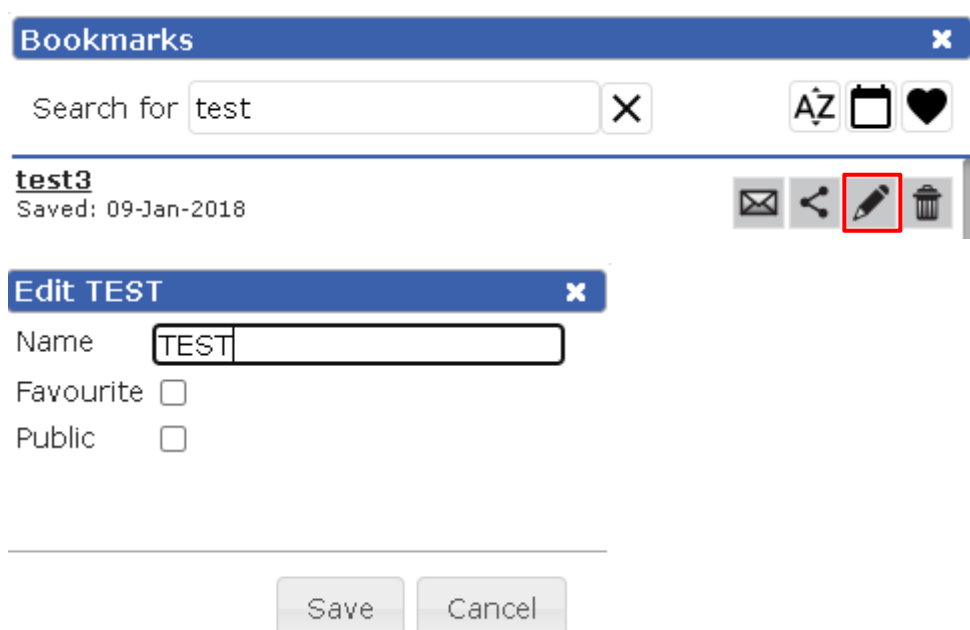 Bookmarks
Search for test
AZ
test3
Saved: 09-Jan-2018
Edit TEST
Name TEST
Favourite
Public
Save Cancel